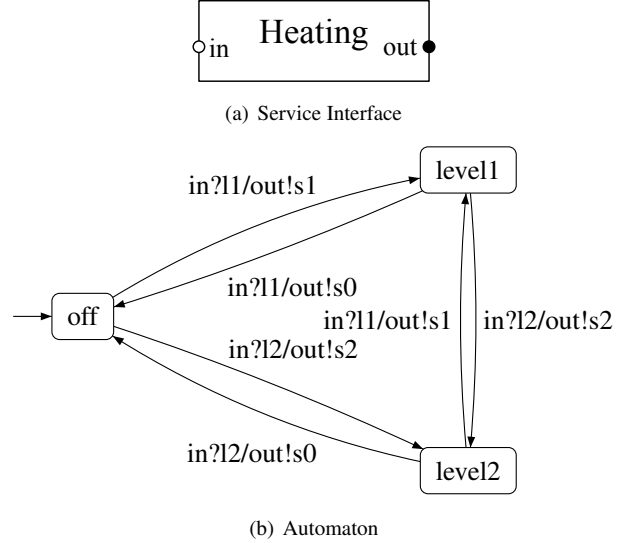 Heating
in
out
(a) Service Interface
level1
in?l1/out!s1
in?l1/out!s0
off
in?l1/out!s1
in?l2/out!s2
in?l2/out!s2
in?l2/out!s0
level2
(b) Automaton